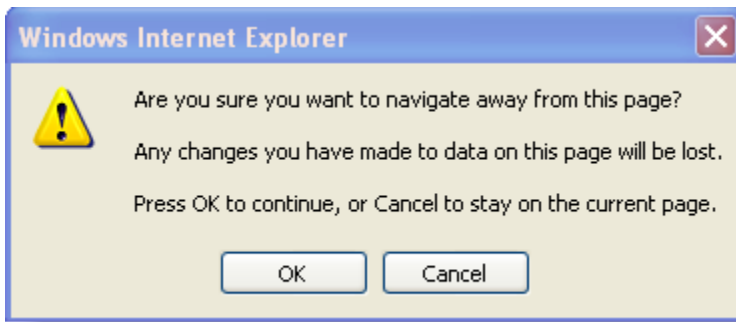 Windows Internet Explorer
Are you sure you want to navigate away from this page?
Any changes you have made to data on this page will be lost.
Press OK to continue, or Cancel to stay on the current page.
OK
Cancel